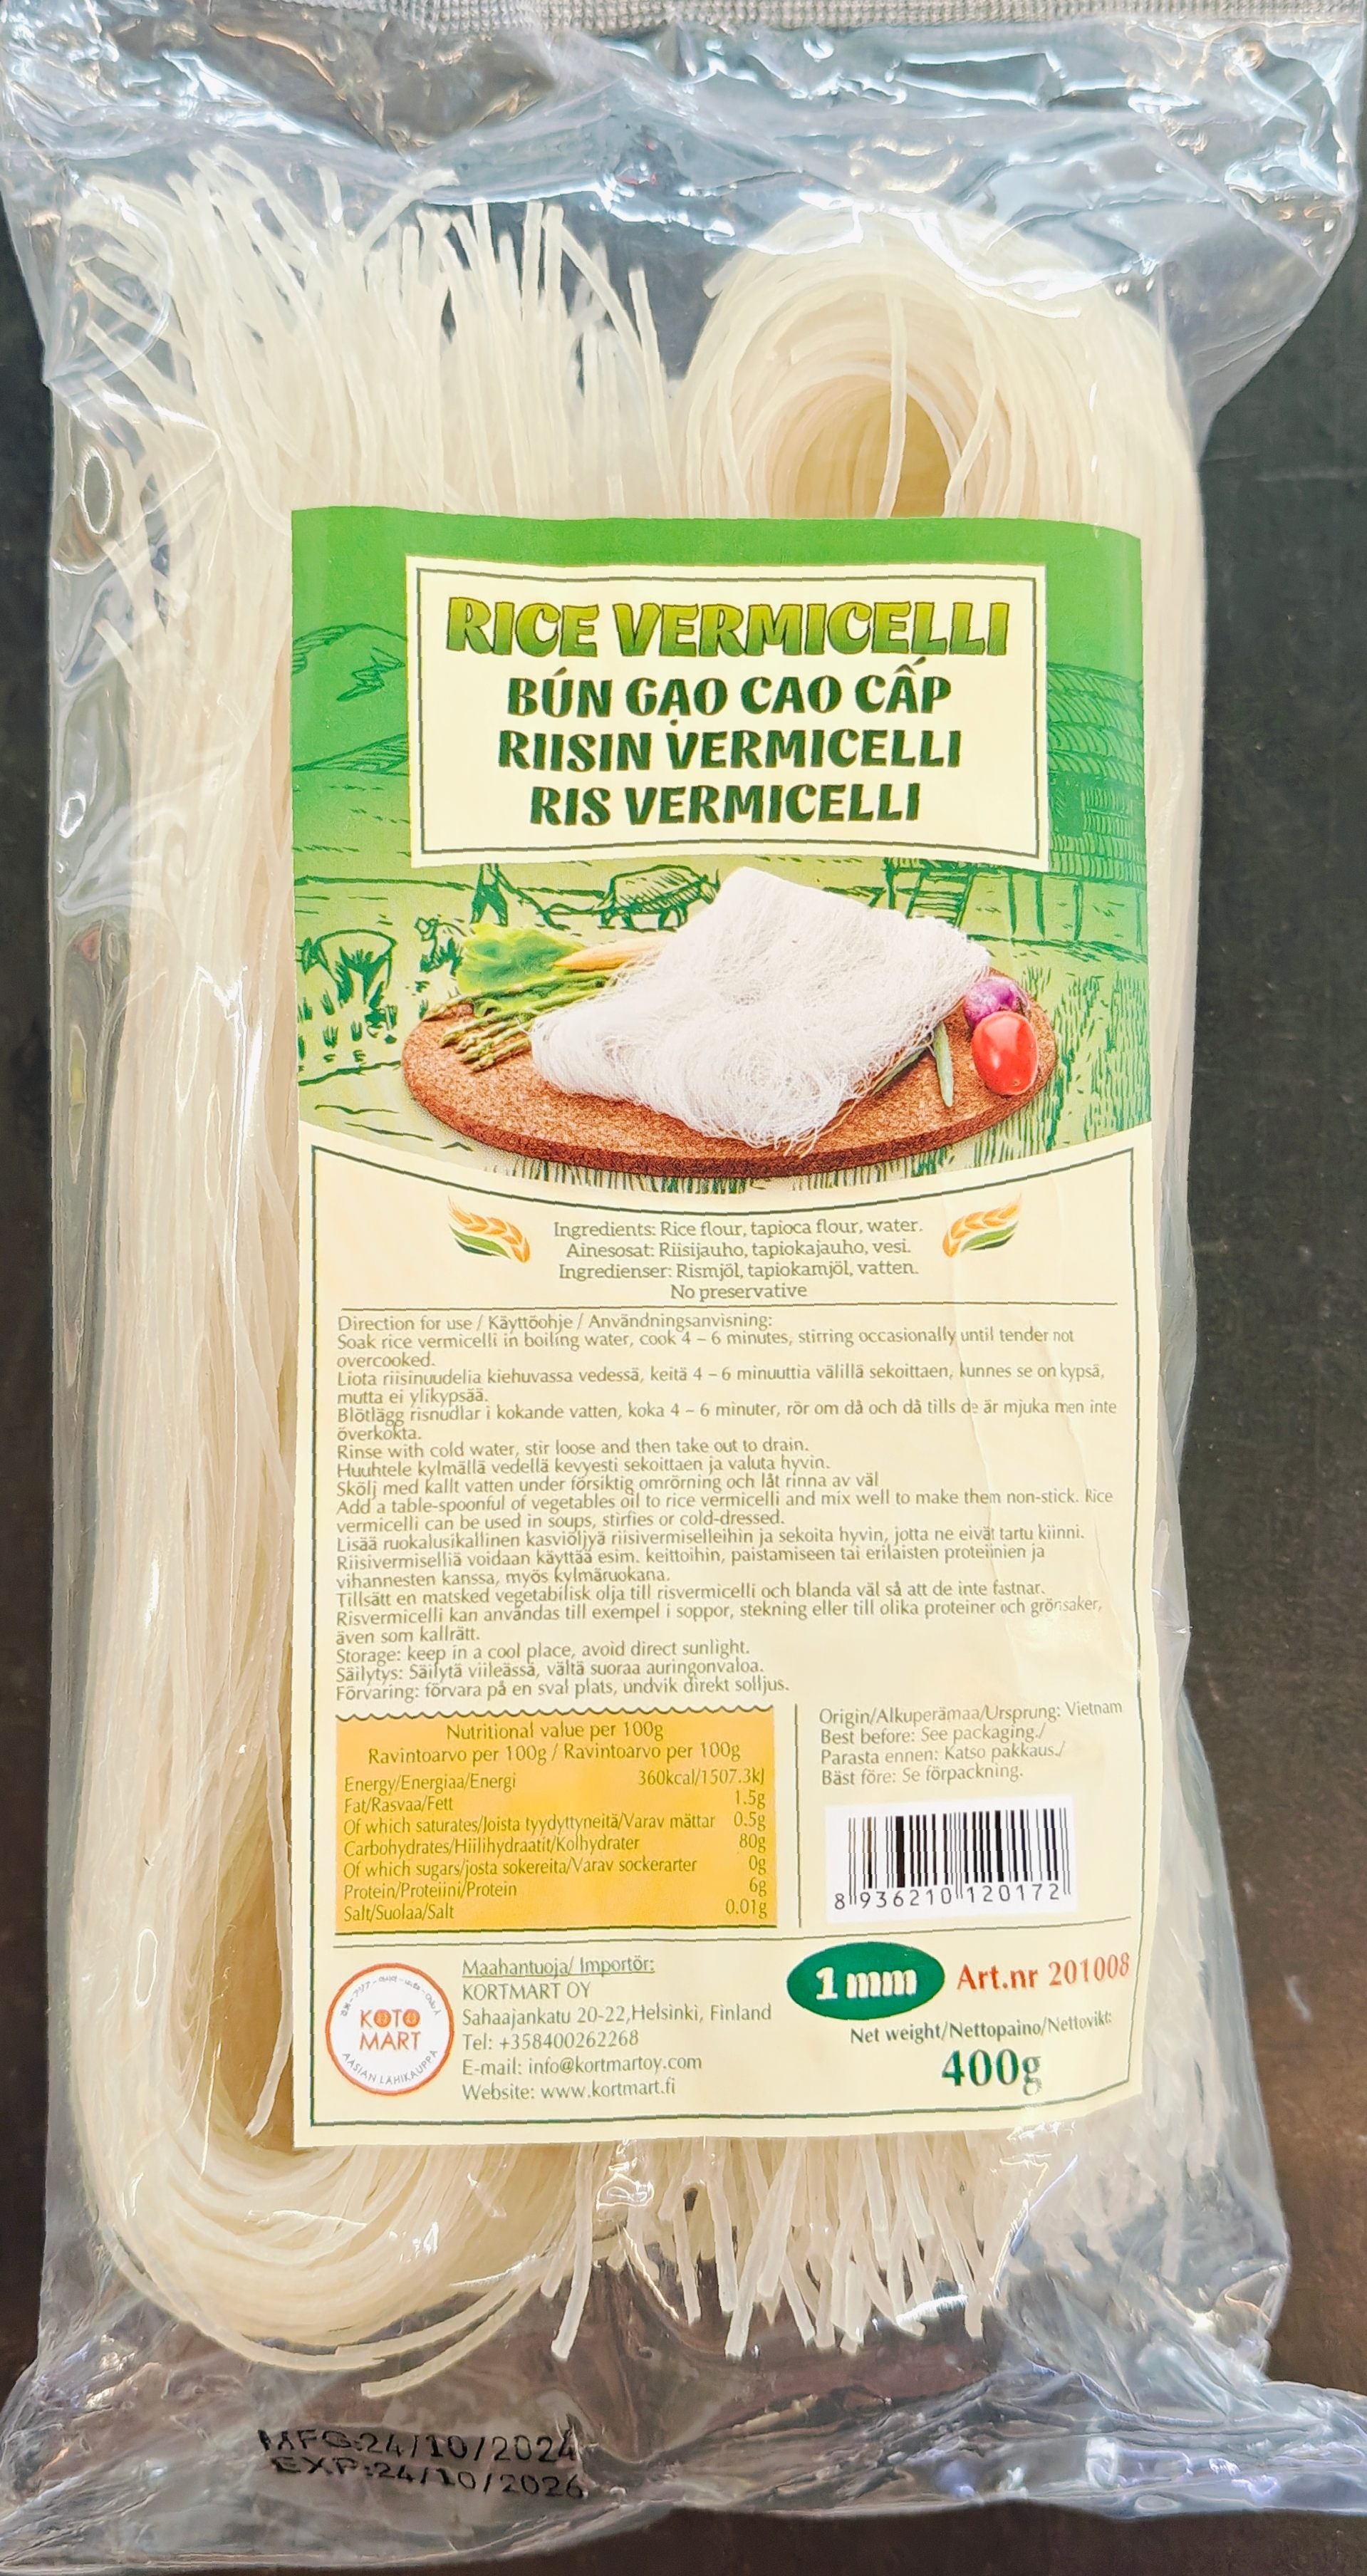 RICE VERMICELLI
BÚN GẠO CAO CẤP
RIISIN VERMICELLI
RIS VERMICELLI
Ingredients: Rice flour, tapioca flour, water.
Ainesosat: Riisijauho, tapiokajauho, vesi.
Ingredienser: Rismjöl, tapiokamjöl, vatten.
No preservative
Direction for use / Käyttöohje / Användningsanvisning:
Soak rice vermicelli in boiling water, cook 4 – 6 minutes, stirring occasionally until tender not
overcooked.
Liota riisinuudelia kiehuvassa vedessä, keitä 4 – 6 minuuttia välillä sekoittaen, kunnes se on kypsä,
mutta ei ylikypsää.
Blötlägg risnudlar i kokande vatten, koka 4 – 6 minuter, rör om då och då tills de är mjuka men inte
överkokta.
Rinse with cold water, stir loose and then take out to drain.
Huuhtele kylmällä vedellä kevyesti sekoittaen ja valuta hyvin.
Skölj med kallt vatten under försiktig omrörning och låt rinna av väl
Add a table-spoonful of vegetables oil to rice vermicelli and mix well to make them non-stick. Rice
vermicelli can be used in soups, stirfies or cold-dressed.
Lisää ruokalusikallinen kasviöljyä riisivermiselleihin ja sekoita hyvin, jotta ne eivät tartu kiinni.
Riisivermiselliä voidaan käyttää esim. keittoihin, paistamiseen tai erilaisten proteiinien ja
vihannesten kanssa, myös kylmäruokana.
Tillsätt en matsked vegetabilisk olja till risvermicelli och blanda väl så att de inte fastnar.
Risvermicelli kan användas till exempel i soppor, stekning eller till olika proteiner och grönsaker,
även som kallrätt.
Storage: keep in a cool place, avoid direct sunlight.
Säilytys: Säilytä viileässä, vältä suoraa auringonvaloa.
Förvaring: förvara på en sval plats, undvik direkt solljus.
Nutritional value per 100g
Ravintoarvo per 100g / Ravintoarvo per 100g
Energy/Energiaa/Energi 360kcal/1507.3kJ
Fat/Rasvaa/Fett 1.5g
Of which saturates/Joista tyydyttyneitä/Varav mättar 0.5g
Carbohydrates/Hiilihydraatit/Kolhydrater 80g
Of which sugars/josta sokereita/Varav sockerarter 0g
Protein/Proteiini/Protein 6g
Salt/Suolaa/Salt 0.01g
Origin/Alkuperämaa/Ursprung: Vietnam
Best before: See packaging./
Parasta ennen: Katso pakkaus./
Bäst före: Se förpackning.
8 936210 120172
KOTO
MART
AASIAN LÄHIKAUPPA
Maahantuoja/ Importör:
KORTMART OY
Sahaajankatu 20-22,Helsinki, Finland
Tel: +358400262268
E-mail: info@kortmartoy.com
Website: www.kortmart.fi
1 mm
Art.nr 201008
Net weight/Nettopaino/Nettovikt:
400g
MFG:24/10/2024
EXP:24/10/2026